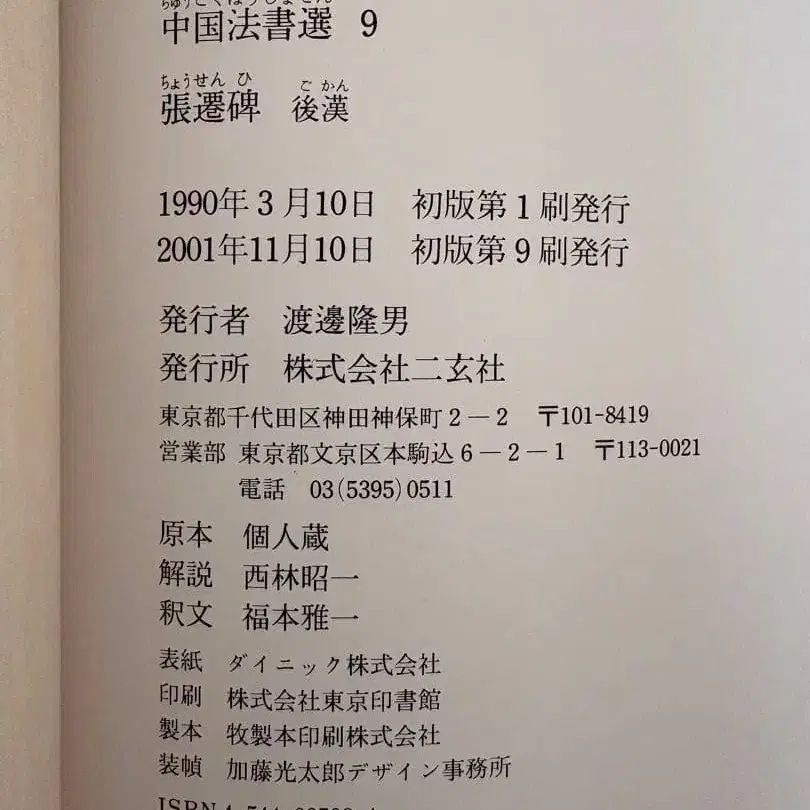 中国法書選 9
ちょうせん ひ ご かん
張遷碑 後漢
1990年3月10日 初版第1刷発行
2001年11月10日 初版第9刷発行
発行者 渡邊隆男
発行所 株式会社二玄社
東京都千代田区神田神保町2－2 〒101-8419
営業部 東京都文京区本駒込6－2－1 〒113-0021
電話 03(5395)0511
原本 個人蔵
解説 西林昭一
釈文 福本雅一
表紙 ダイニック株式会社
印刷 株式会社東京印書館
製本 牧製本印刷株式会社
装幀 加藤光太郎デザイン事務所